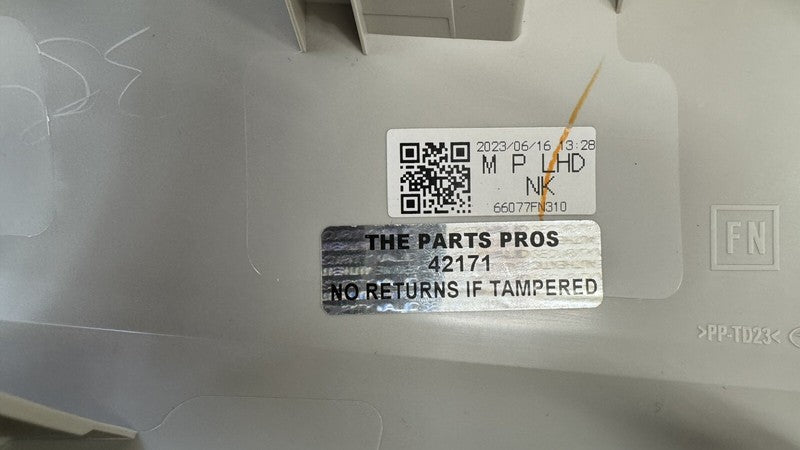 2023/06/16 13:28
M P LHD
NK
66077FN310
THE PARTS PROS
42171
NO RETURNS IF TAMPERED
FN
>PP-TD23<